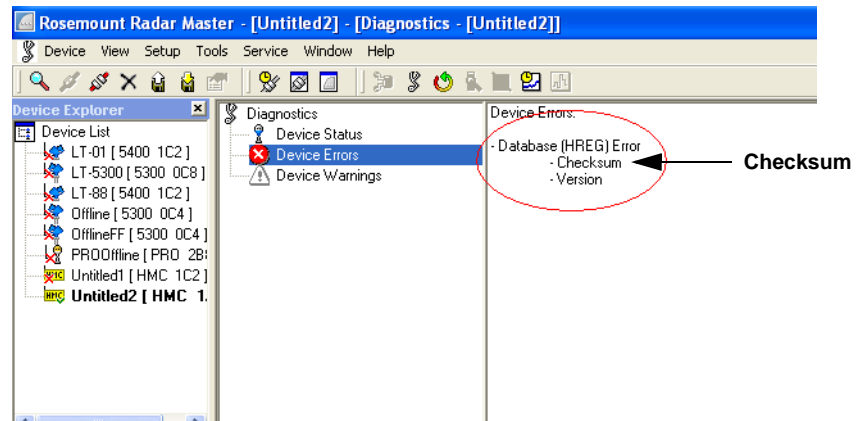 Rosemount Radar Master - [Untitled2] - [Diagnostics - [Untitled2]]
Device View Setup Tools Service Window Help
Device Explorer
Device List
LT-01 [ 5400 1C2 ]
LT-5300 [ 5300 0C8 ]
LT-88 [ 5400 1C2 ]
Offline [ 5300 0C4 ]
OfflineFF [ 5300 0C4 ]
PROOffline [ PRO 2B
Untitled1 [ HMC 1C2 ]
Untitled2 [ HMC 1.
Diagnostics
Device Status
Device Errors
Device Warnings
Device Errors:
- Database (HREG) Error
- Checksum
- Version
Checksum